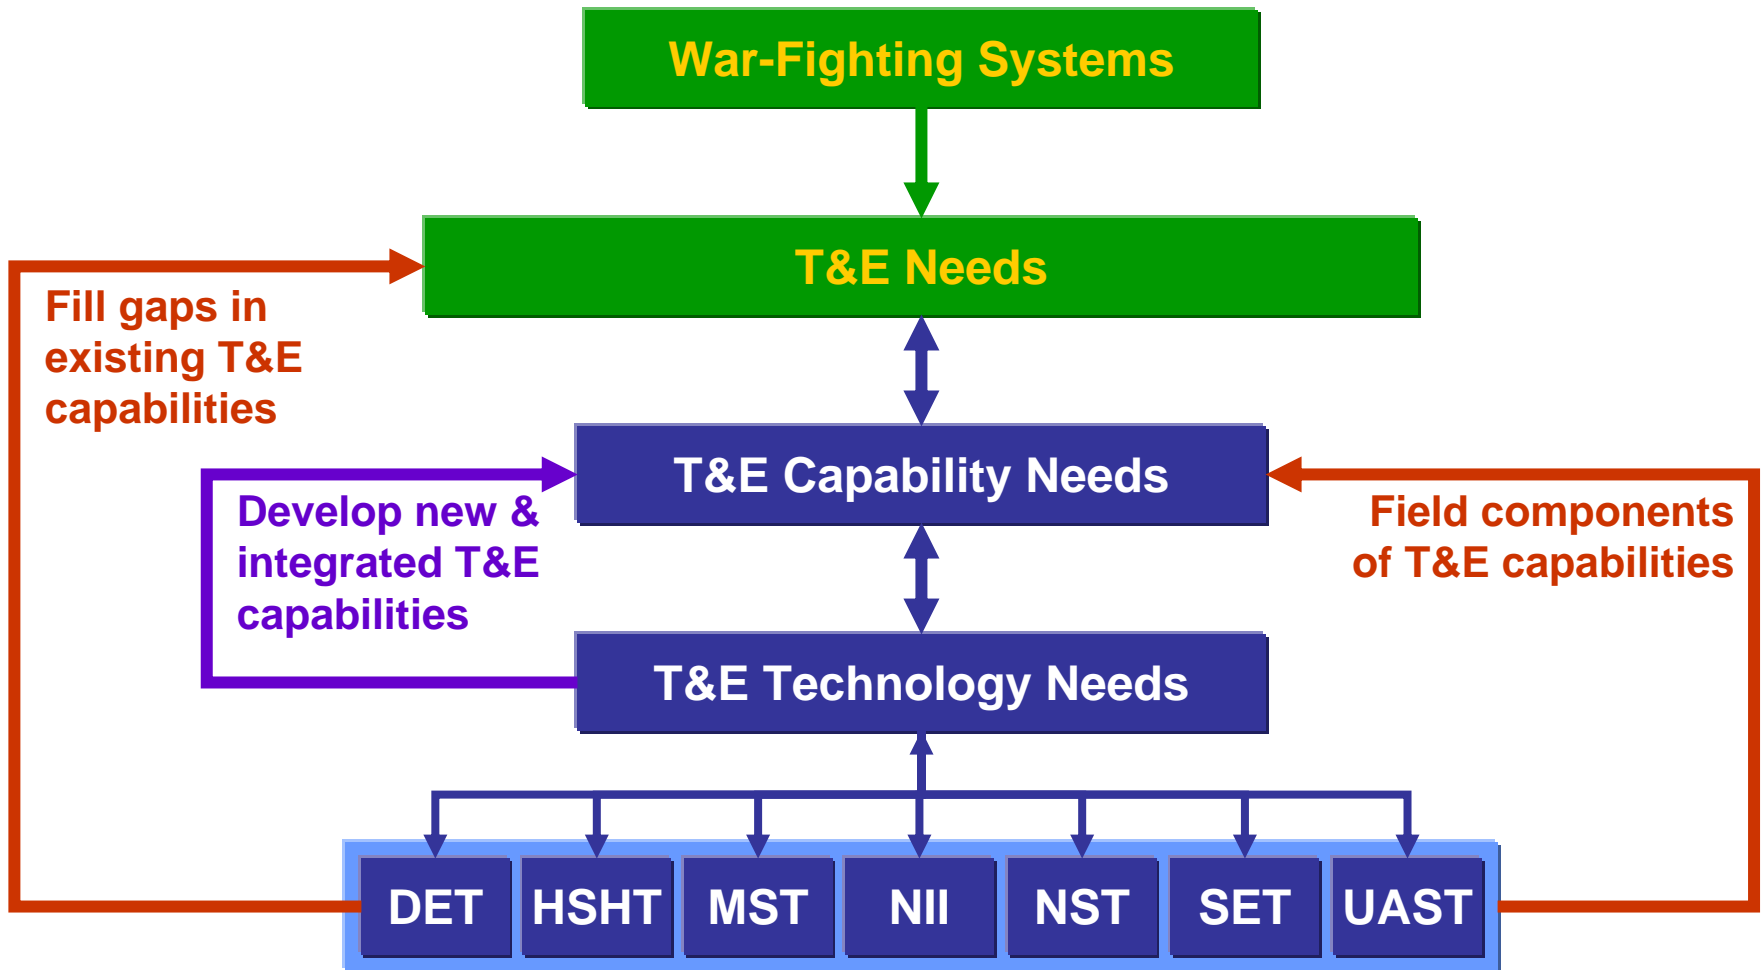 War-Fighting Systems
T&E Needs
Fill gaps in
existing T&E
capabilities
T&E Capability Needs
Develop new &
integrated T&E
capabilities
Field components
of T&E capabilities
T&E Technology Needs
DET
HSHT
MST
NII
NST
SET
UAST